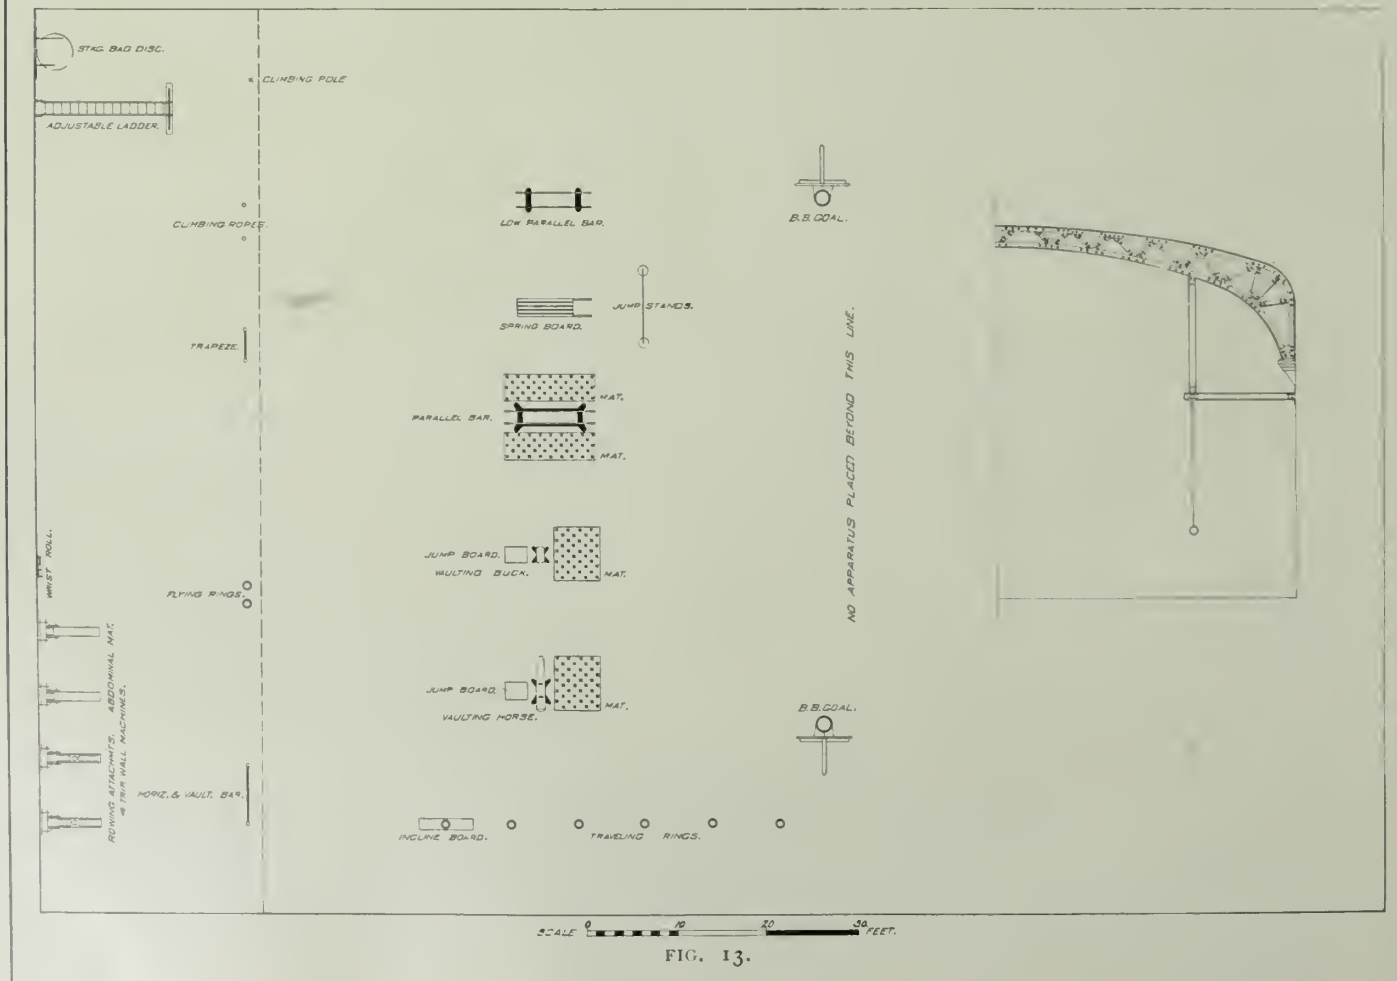 STKG. BAG DISC.
CLIMBING POLE
ADJUSTABLE LADDER.
CLIMBING ROPES.
LOW PARALLEL BAR.
B.B. GOAL.
SPRING BOARD.
JUMP STANDS.
TRAPEZE.
MAT.
PARALLEL BAR.
MAT.
NO APPARATUS PLACED BEYOND THIS LINE.
WRIST ROLL.
JUMP BOARD.
VAULTING BUCK.
MAT.
FLYING RINGS.
ROWING ATTACHMTS. ABDOMINAL MAT.
4 TRIP. WALL MACHINES.
JUMP BOARD.
VAULTING HORSE.
MAT.
B.B. GOAL.
HORIZ. & VAULT. BAR.
INCLINE BOARD.
TRAVELING RINGS.
SCALE 0 10 20 30 FEET.
FIG. 13.